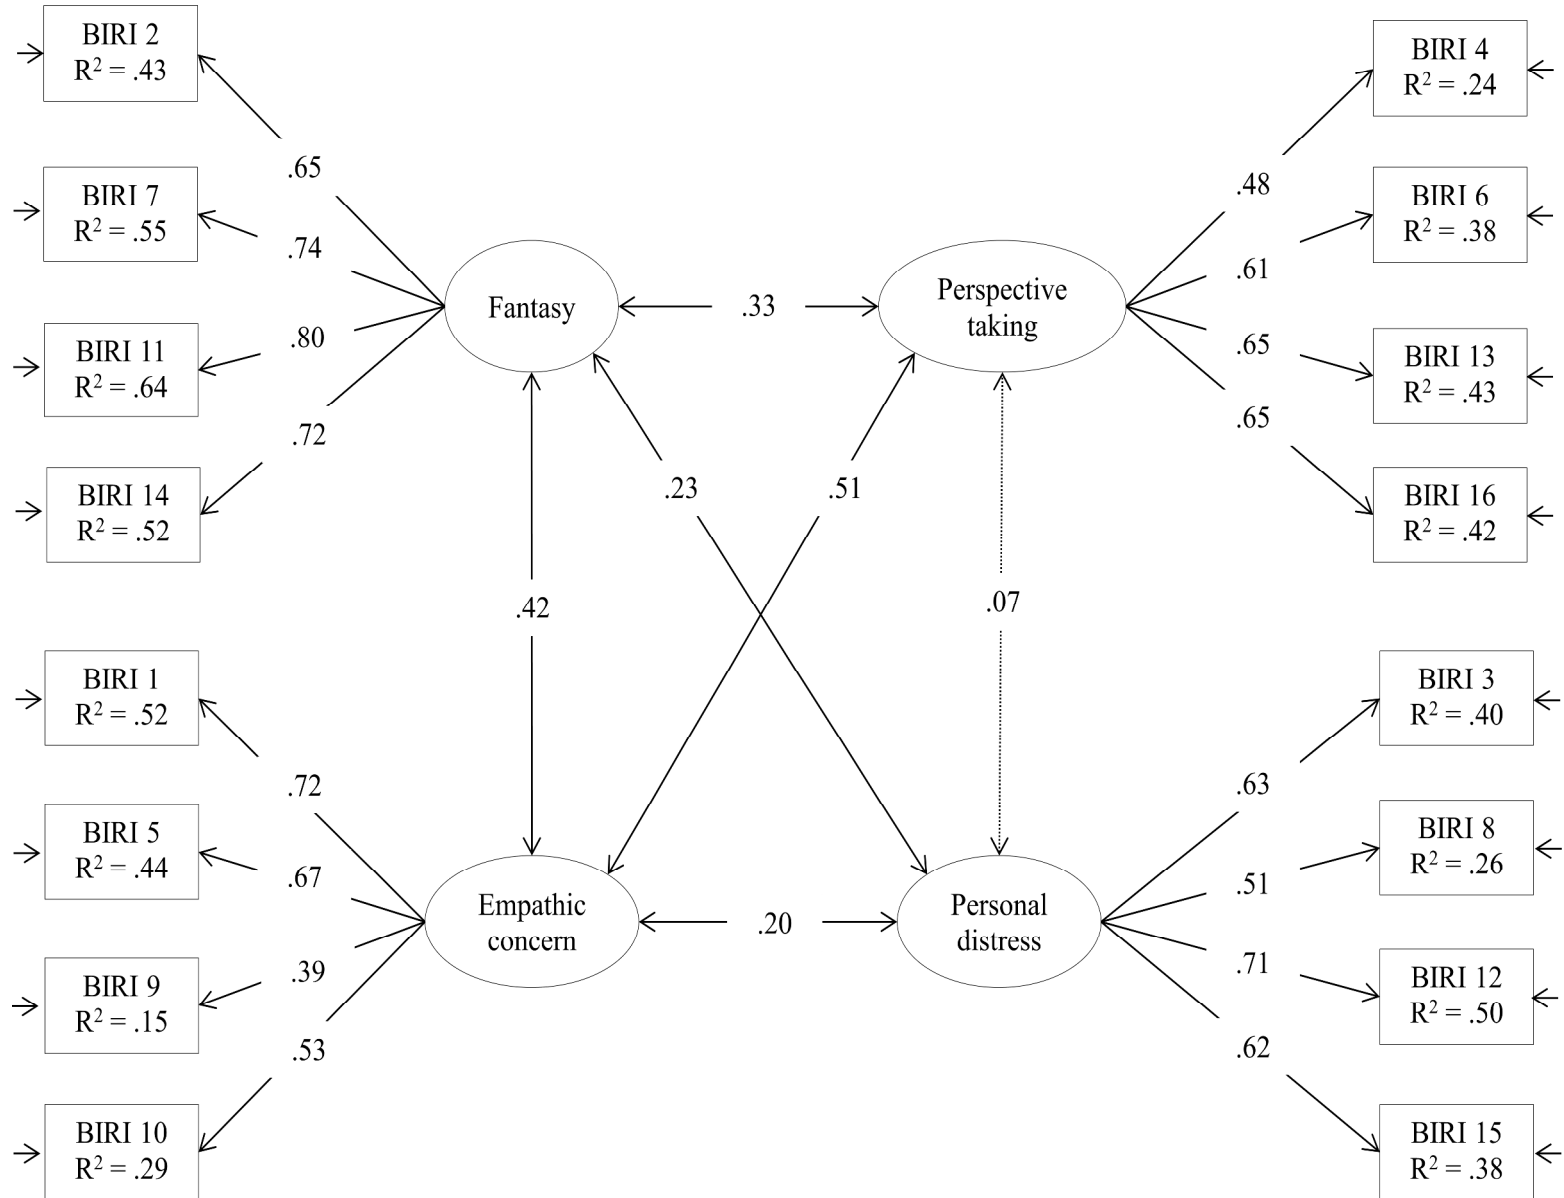 BIRI 2
R² = .43
.65
BIRI 7
R² = .55
.74
BIRI 11
R² = .64
.80
BIRI 14
R² = .52
.72
Fantasy
.33
Perspective
taking
BIRI 4
R² = .24
.48
BIRI 6
R² = .38
.61
BIRI 13
R² = .43
.65
BIRI 16
R² = .42
.65
.23
.51
.42
.07
BIRI 1
R² = .52
.72
BIRI 5
R² = .44
.67
BIRI 9
R² = .15
.39
BIRI 10
R² = .29
.53
Empathic
concern
.20
Personal
distress
BIRI 3
R² = .40
.63
BIRI 8
R² = .26
.51
BIRI 12
R² = .50
.71
BIRI 15
R² = .38
.62